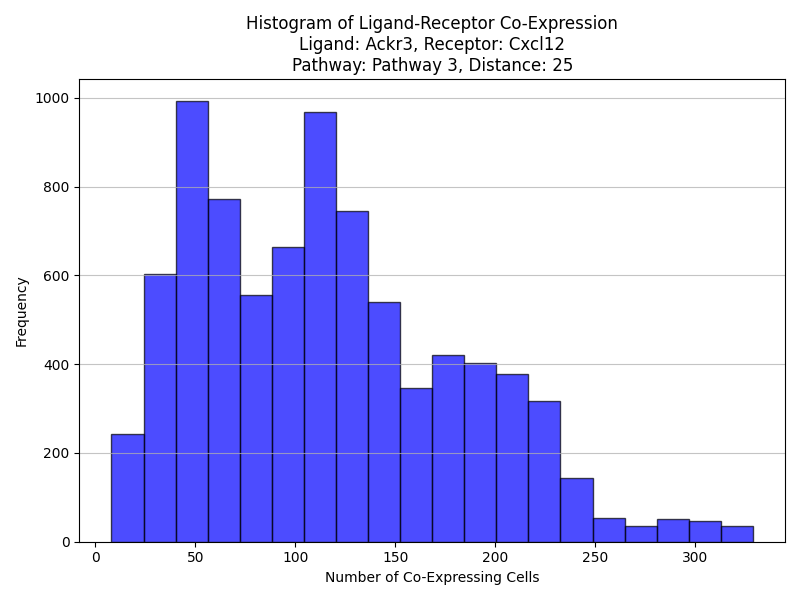 Histogram of Ligand-Receptor Co-Expression
Ligand: Ackr3, Receptor: Cxcl12
Pathway: Pathway 3, Distance: 25
1000
800
600
400
200
0
Frequency
0 50 100 150 200 250 300
Number of Co-Expressing Cells